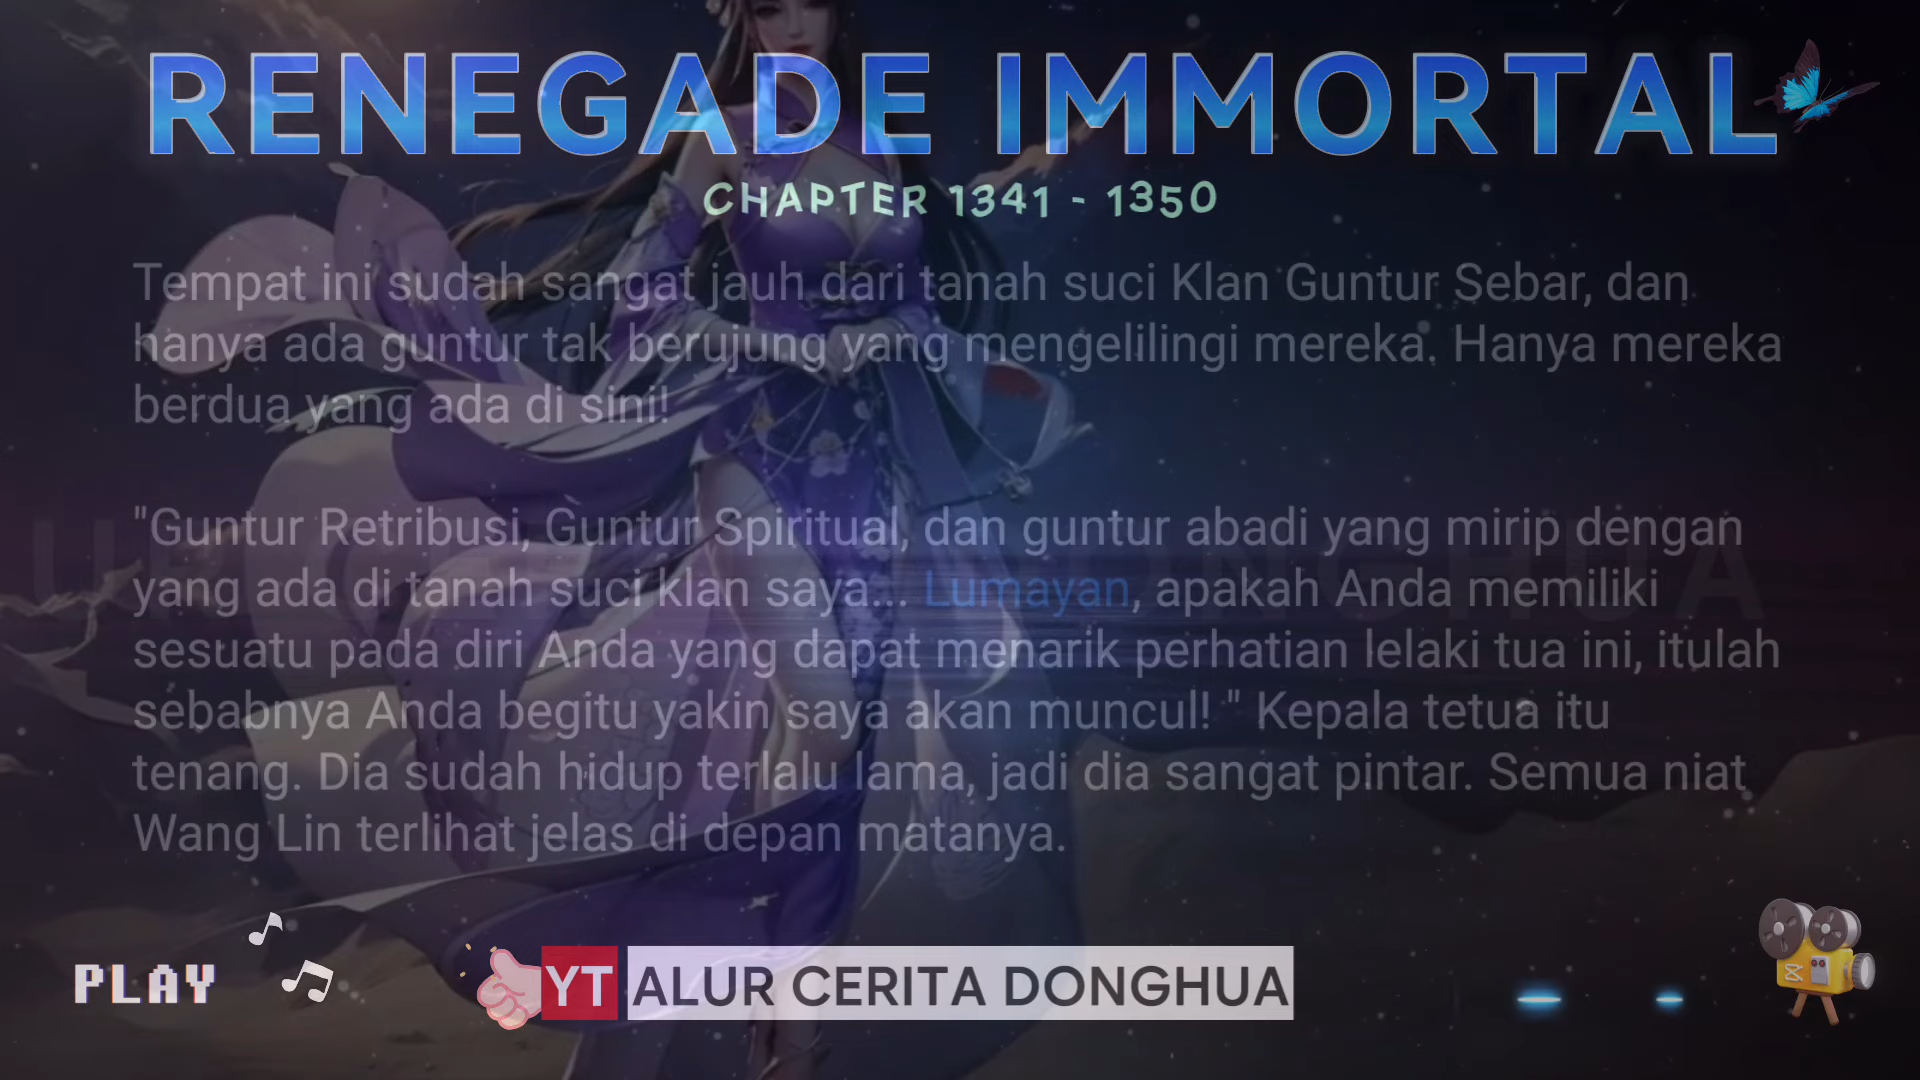 RENEGADE IMMORTAL
CHAPTER 1341 - 1350
Tempat ini sudah sangat jauh dari tanah suci Klan Guntur Sebar, dan
hanya ada guntur tak berujung yang mengelilingi mereka. Hanya mereka
berdua yang ada di sini!
"Guntur Retribusi, Guntur Spiritual, dan guntur abadi yang mirip dengan
yang ada di tanah suci klan saya... Lumayan, apakah Anda memiliki
sesuatu pada diri Anda yang dapat menarik perhatian lelaki tua ini, itulah
sebabnya Anda begitu yakin saya akan muncul! " Kepala tetua itu
tenang. Dia sudah hidup terlalu lama, jadi dia sangat pintar. Semua niat
Wang Lin terlihat jelas di depan matanya.
PLAY
YT ALUR CERITA DONGHUA